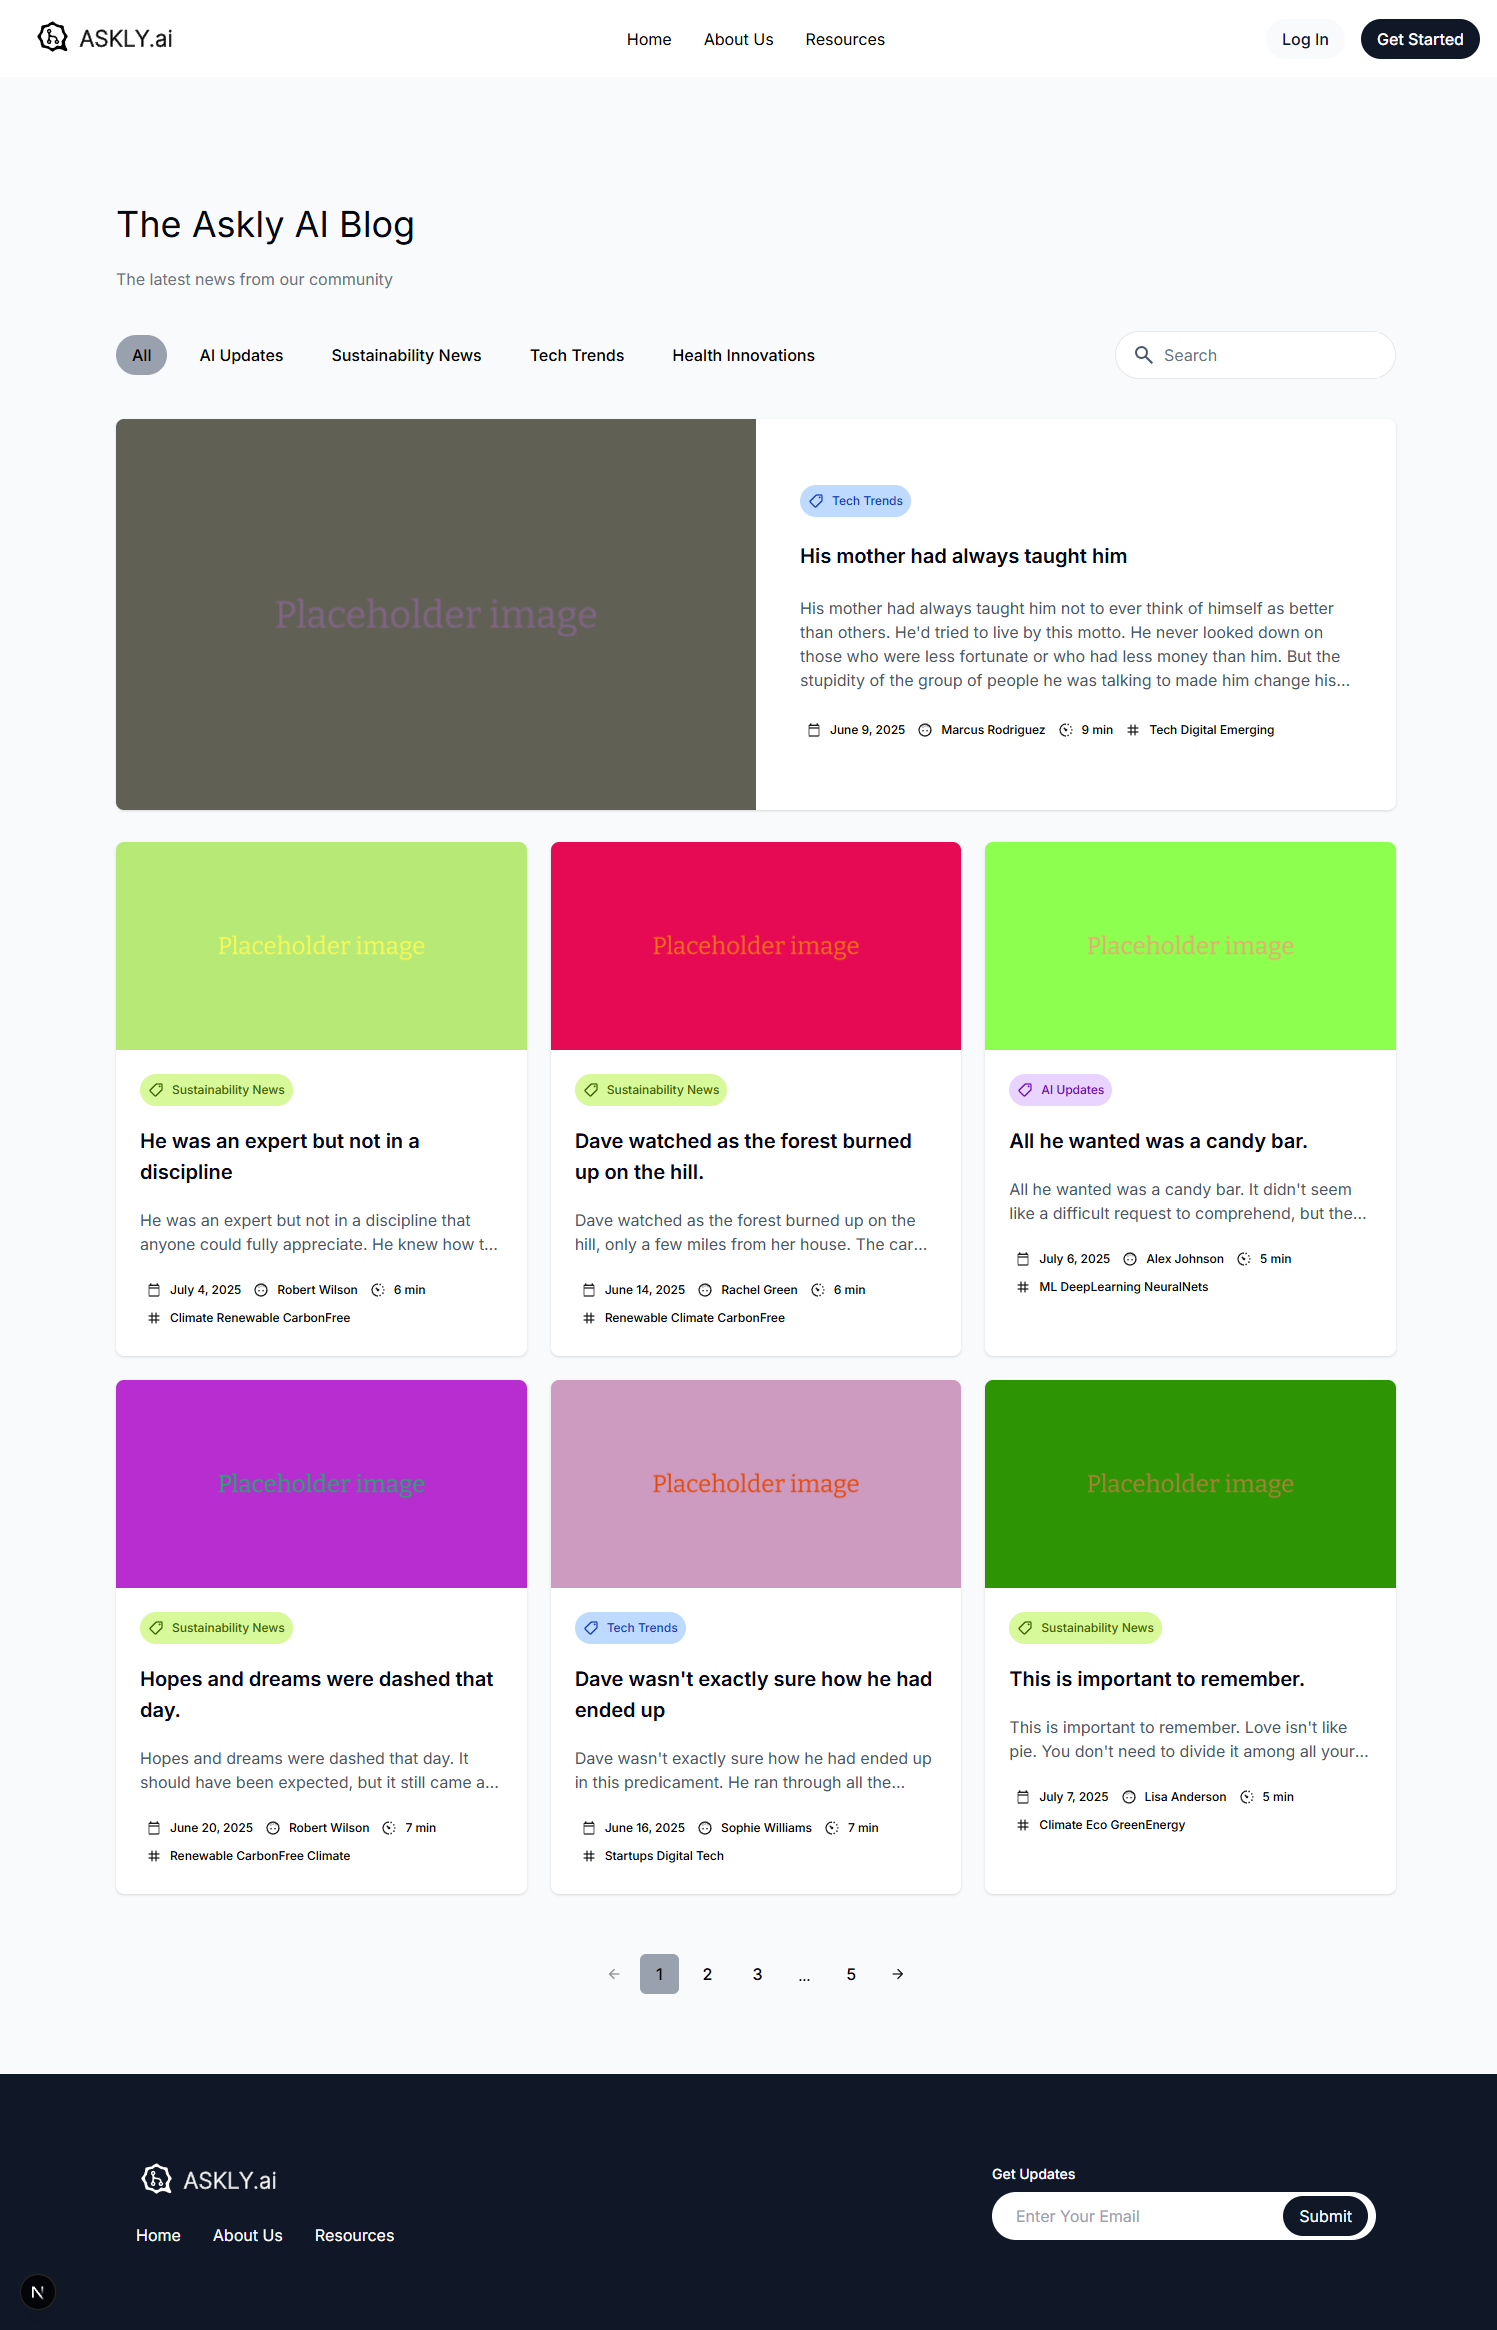 ASKLY.ai
Home About Us Resources
Log In Get Started
The Askly AI Blog
The latest news from our community
All AI Updates Sustainability News Tech Trends Health Innovations
Search
Placeholder image
Tech Trends
His mother had always taught him
His mother had always taught him not to ever think of himself as better
than others. He'd tried to live by this motto. He never looked down on
those who were less fortunate or who had less money than him. But the
stupidity of the group of people he was talking to made him change his...
June 9, 2025 Marcus Rodriguez 9 min Tech Digital Emerging
Placeholder image
Sustainability News
He was an expert but not in a
discipline
He was an expert but not in a discipline that
anyone could fully appreciate. He knew how t...
July 4, 2025 Robert Wilson 6 min
Climate Renewable CarbonFree
Placeholder image
Sustainability News
Dave watched as the forest burned
up on the hill.
Dave watched as the forest burned up on the
hill, only a few miles from her house. The car...
June 14, 2025 Rachel Green 6 min
Renewable Climate CarbonFree
Placeholder image
AI Updates
All he wanted was a candy bar.
All he wanted was a candy bar. It didn't seem
like a difficult request to comprehend, but the...
July 6, 2025 Alex Johnson 5 min
ML DeepLearning NeuralNets
Placeholder image
Sustainability News
Hopes and dreams were dashed that
day.
Hopes and dreams were dashed that day. It
should have been expected, but it still came a...
June 20, 2025 Robert Wilson 7 min
Renewable CarbonFree Climate
Placeholder image
Tech Trends
Dave wasn't exactly sure how he had
ended up
Dave wasn't exactly sure how he had ended up
in this predicament. He ran through all the...
June 16, 2025 Sophie Williams 7 min
Startups Digital Tech
Placeholder image
Sustainability News
This is important to remember.
This is important to remember. Love isn't like
pie. You don't need to divide it among all your...
July 7, 2025 Lisa Anderson 5 min
Climate Eco GreenEnergy
1 2 3 ... 5
ASKLY.ai
Home About Us Resources
Get Updates
Enter Your Email Submit
N